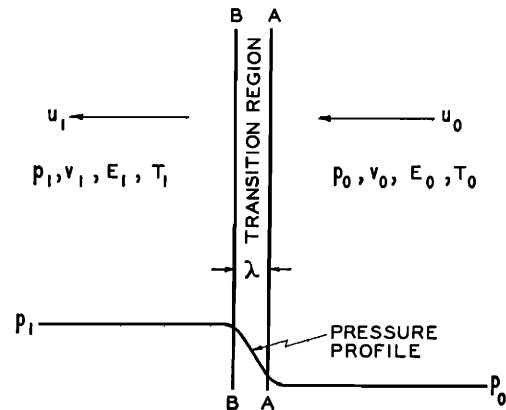 B A
TRANSITION REGION
u₁
u₀
p₁, v₁, E₁, T₁
p₀, v₀, E₀, T₀
λ
p₁
PRESSURE
PROFILE
p₀
B A